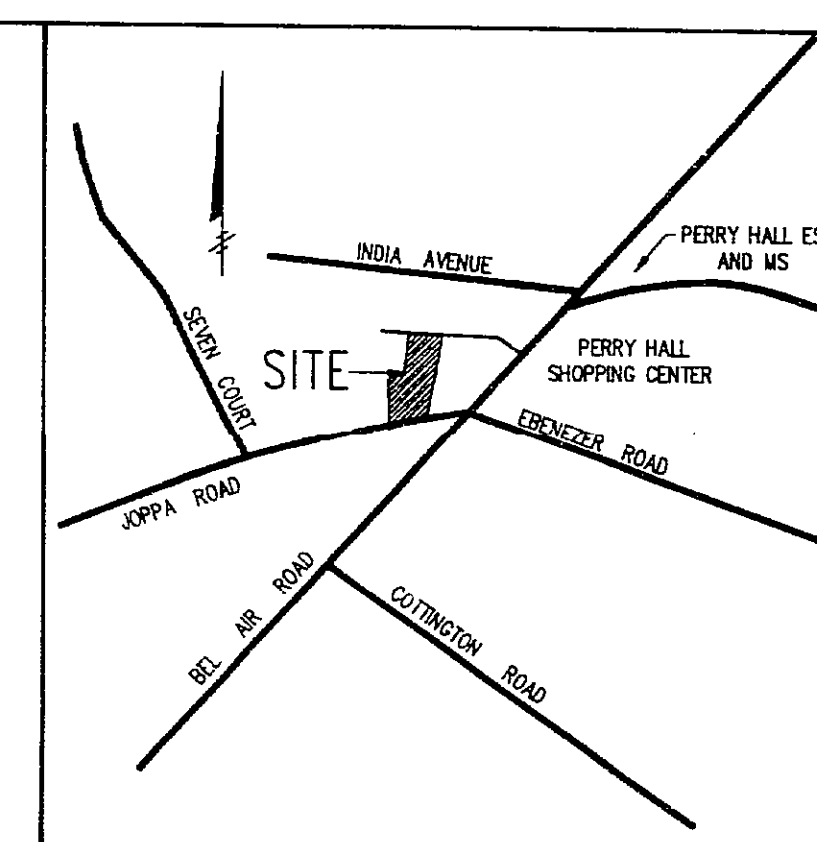 PERRY HALL ES
AND MS
INDIA AVENUE
SEVEN COURT
SITE
PERRY HALL
SHOPPING CENTER
EBENEZER ROAD
JOPPA ROAD
BEL AIR ROAD
COTTINGTON ROAD